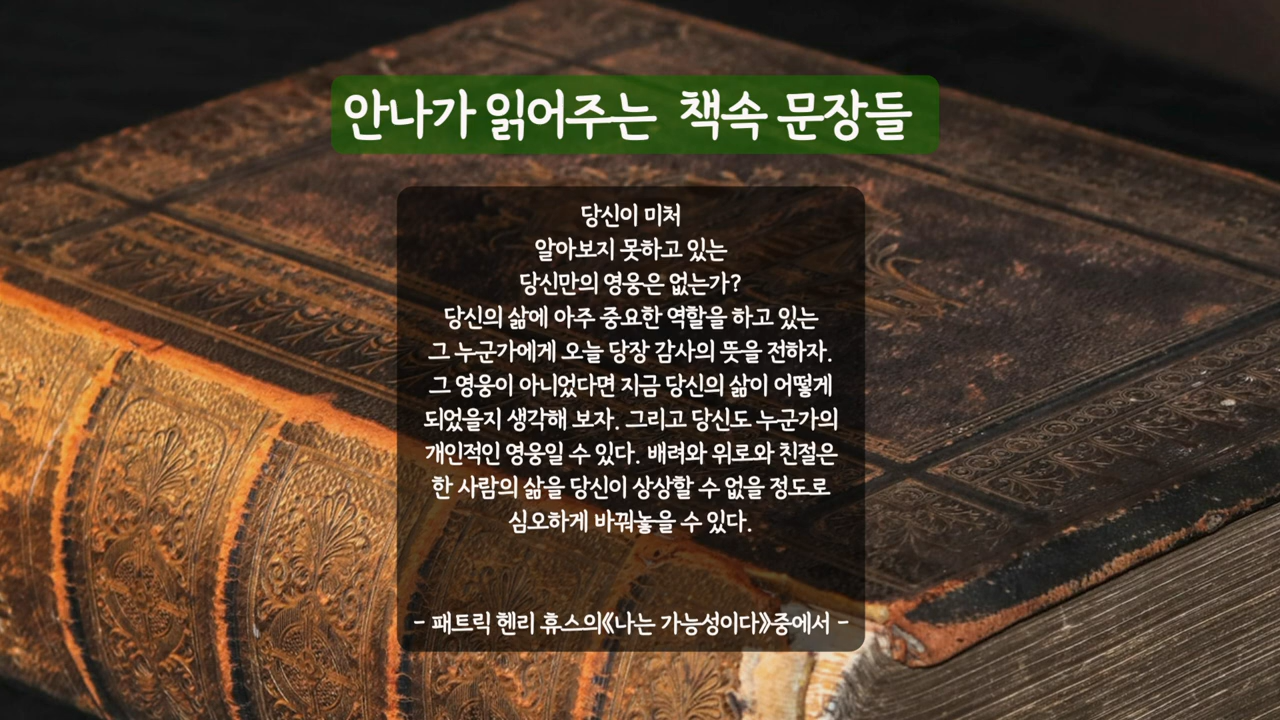 안나가 읽어주는 책속 문장들
당신이 미처
알아보지 못하고 있는
당신만의 영웅은 없는가?
당신의 삶에 아주 중요한 역할을 하고 있는
그 누군가에게 오늘 당장 감사의 뜻을 전하자.
그 영웅이 아니었다면 지금 당신의 삶이 어떻게
되었을지 생각해 보자. 그리고 당신도 누군가의
개인적인 영웅일 수 있다. 배려와 위로와 친절은
한 사람의 삶을 당신이 상상할 수 없을 정도로
심오하게 바꿔놓을 수 있다.
- 패트릭 헨리 휴스의《나는 가능성이다》중에서 -